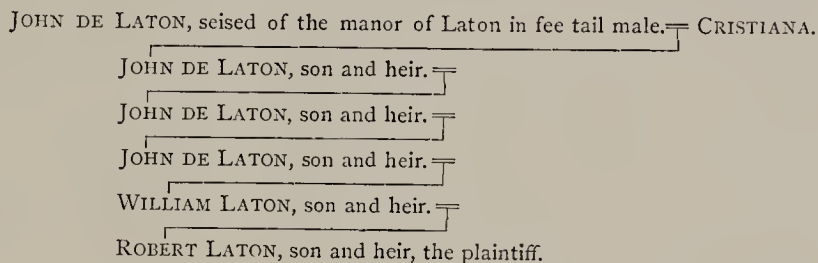 JOHN DE LATON, seised of the manor of Laton in fee tail male. = CRISTIANA.
JOHN DE LATON, son and heir. =
JOHN DE LATON, son and heir. =
JOHN DE LATON, son and heir. =
WILLIAM LATON, son and heir. =
ROBERT LATON, son and heir, the plaintiff.